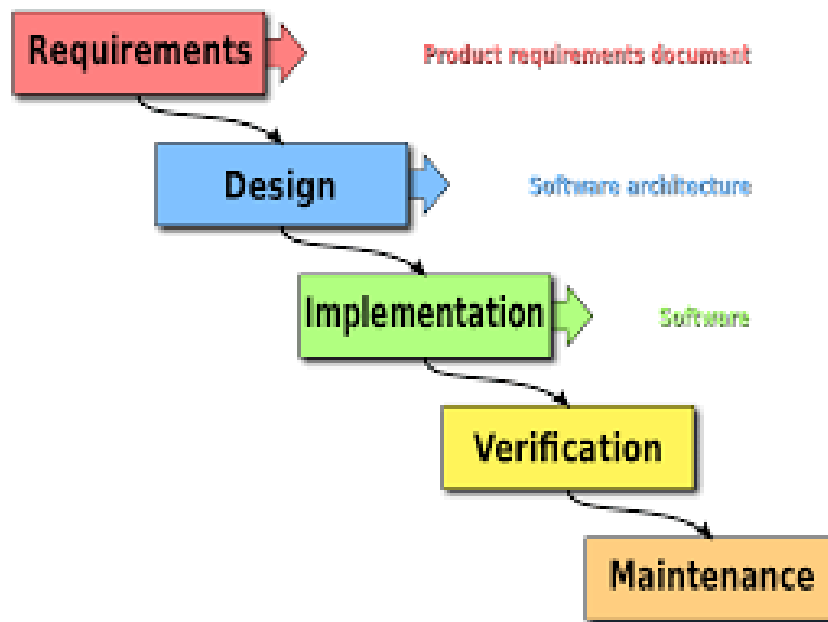 Requirements
Product requirements document
Design
Software architecture
Implementation
Software
Verification
Maintenance